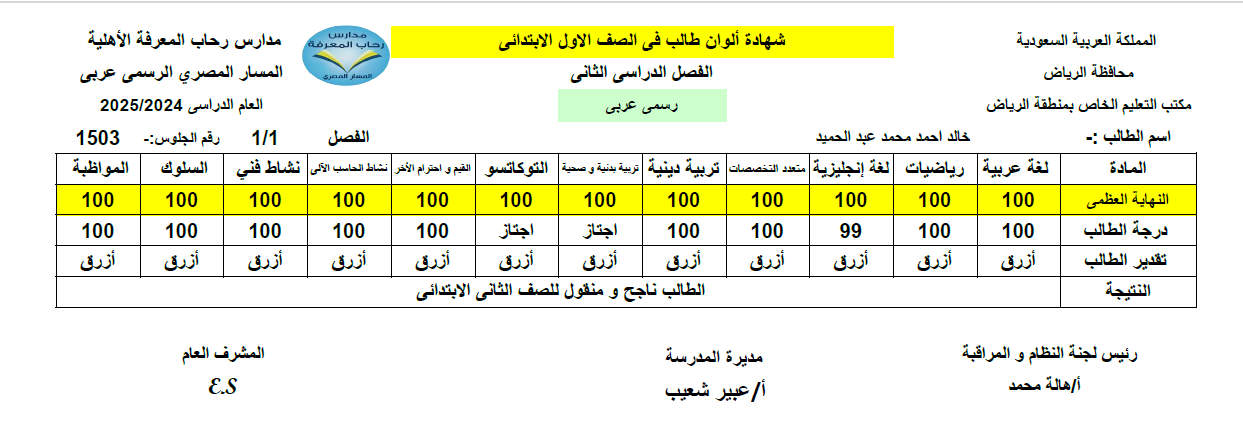 المملكة العربية السعودية
شهادة ألوان طالب فى الصف الاول الابتدائى
مدارس رحاب المعرفة الأهلية
مدارس
رحاب المعرفة
المسار المصري
محافظة الرياض
الفصل الدراسى الثانى
المسار المصري الرسمى عربى
مكتب التعليم الخاص بمنطقة الرياض
رسمى عربى
العام الدراسى 2025/2024
اسم الطالب :- خالد احمد محمد عبد الحميد الفصل 1/1 رقم الجلوس:- 1503
المادة لغة عربية رياضيات لغة إنجليزية متعدد التخصصات تربية دينية تربية بدنية و صحية التوكاتسو القيم و احترام الأخر نشاط الحاسب الآلى نشاط فني السلوك المواظبة
النهاية العظمى 100 100 100 100 100 100 100 100 100 100 100 100
درجة الطالب 100 100 99 100 100 اجتاز اجتاز 100 100 100 100 100
تقدير الطالب أزرق أزرق أزرق أزرق أزرق أزرق أزرق أزرق أزرق أزرق أزرق أزرق
النتيجة الطالب ناجح و منقول للصف الثانى الابتدائى
رئيس لجنة النظام و المراقبة
مديرة المدرسة
المشرف العام
أ/هالة محمد
أ/عبير شعيب
E.S